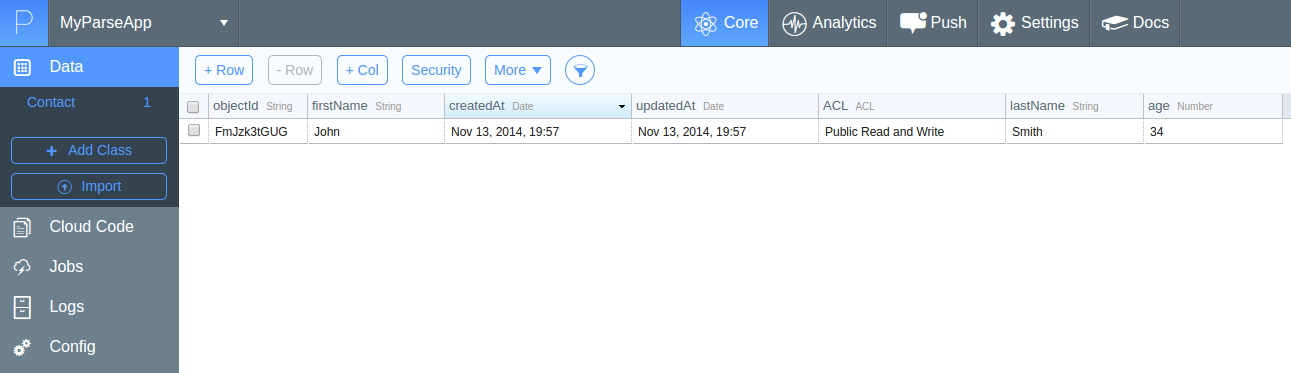 P MyParseApp Core Analytics Push Settings Docs
Data
Contact 1
+ Add Class
Import
Cloud Code
Jobs
Logs
Config
+ Row - Row + Col Security More
objectId String firstName String createdAt Date updatedAt Date ACL ACL lastName String age Number
FmJzk3tGUG John Nov 13, 2014, 19:57 Nov 13, 2014, 19:57 Public Read and Write Smith 34